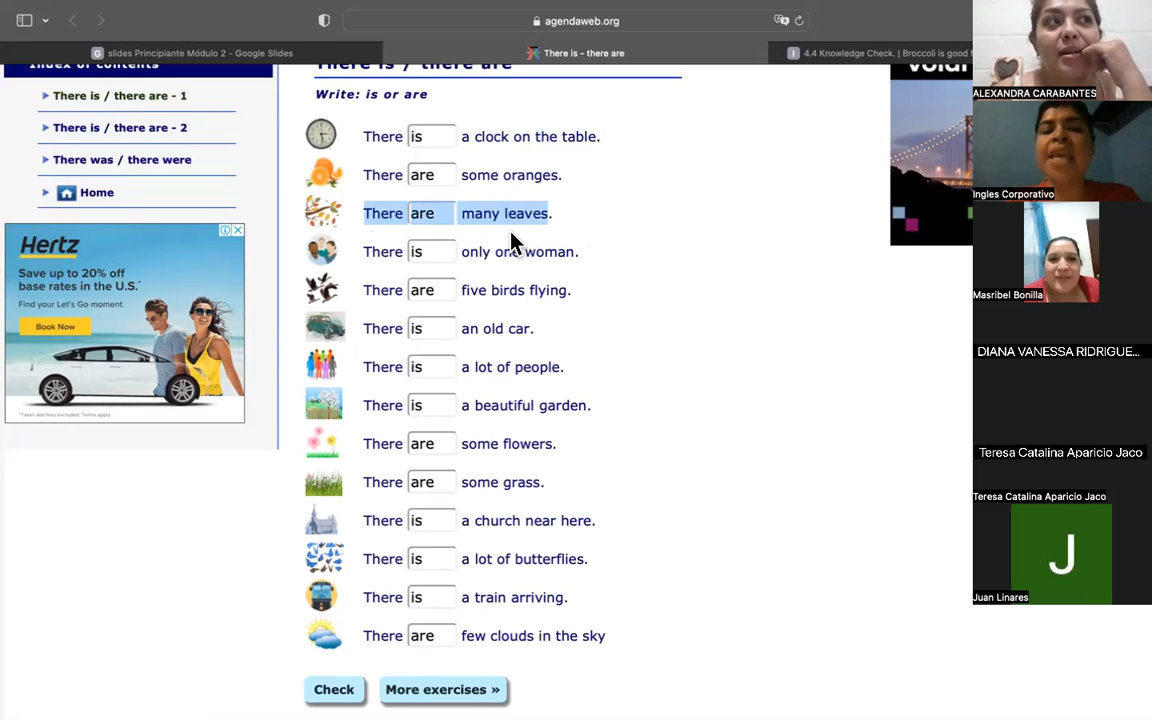 agendaweb.org
slides Principiante Módulo 2 - Google Slides
There is - there are
4.4 Knowledge Check. | Broccoli is good f
Index of contents
There is / there are - 1
There is / there are - 2
There was / there were
Home
Hertz
Save up to 20% off
base rates in the U.S.*
Find your Let's Go moment.
Book Now
*Taxes and fees excluded. Terms apply.
There is / there are
Write: is or are
There is a clock on the table.
There are some oranges.
There are many leaves.
There is only one woman.
There are five birds flying.
There is an old car.
There is a lot of people.
There is a beautiful garden.
There are some flowers.
There are some grass.
There is a church near here.
There is a lot of butterflies.
There is a train arriving.
There are few clouds in the sky
Check
More exercises »
ALEXANDRA CARABANTES
Ingles Corporativo
Masribel Bonilla
DIANA VANESSA RIDRIGUE...
Teresa Catalina Aparicio Jaco
Teresa Catalina Aparicio Jaco
J
Juan Linares